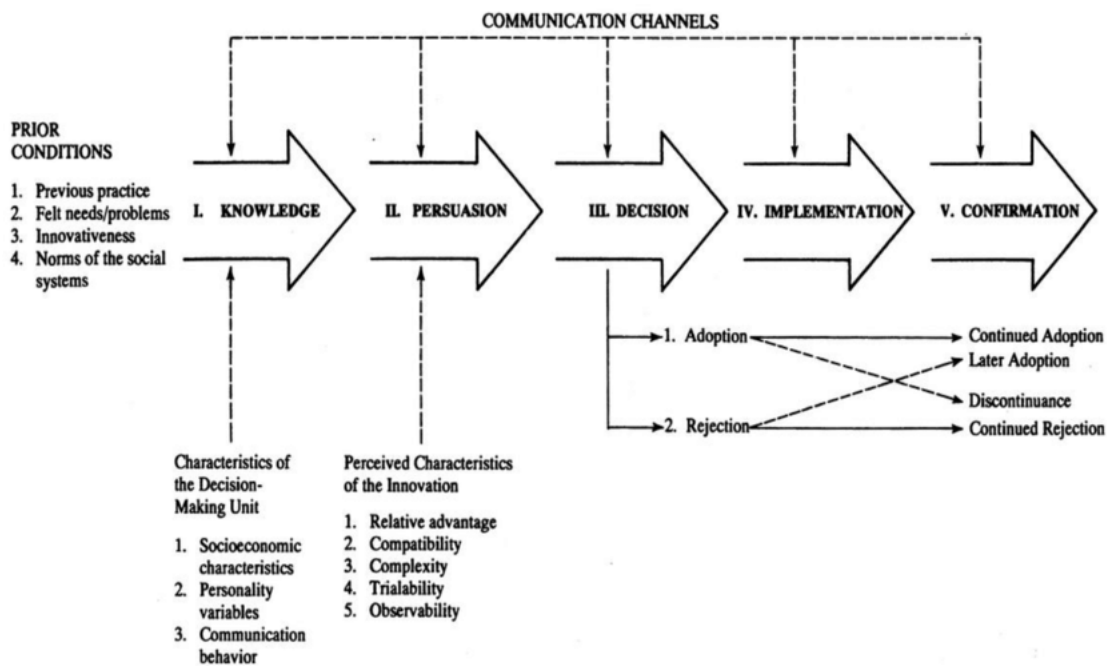 COMMUNICATION CHANNELS
PRIOR
CONDITIONS
1. Previous practice
2. Felt needs/problems
3. Innovativeness
4. Norms of the social
systems
I. KNOWLEDGE
II. PERSUASION
III. DECISION
IV. IMPLEMENTATION
V. CONFIRMATION
1. Adoption
2. Rejection
Continued Adoption
Later Adoption
Discontinuance
Continued Rejection
Characteristics of
the Decision-
Making Unit
1. Socioeconomic
characteristics
2. Personality
variables
3. Communication
behavior
Perceived Characteristics
of the Innovation
1. Relative advantage
2. Compatibility
3. Complexity
4. Trialability
5. Observability